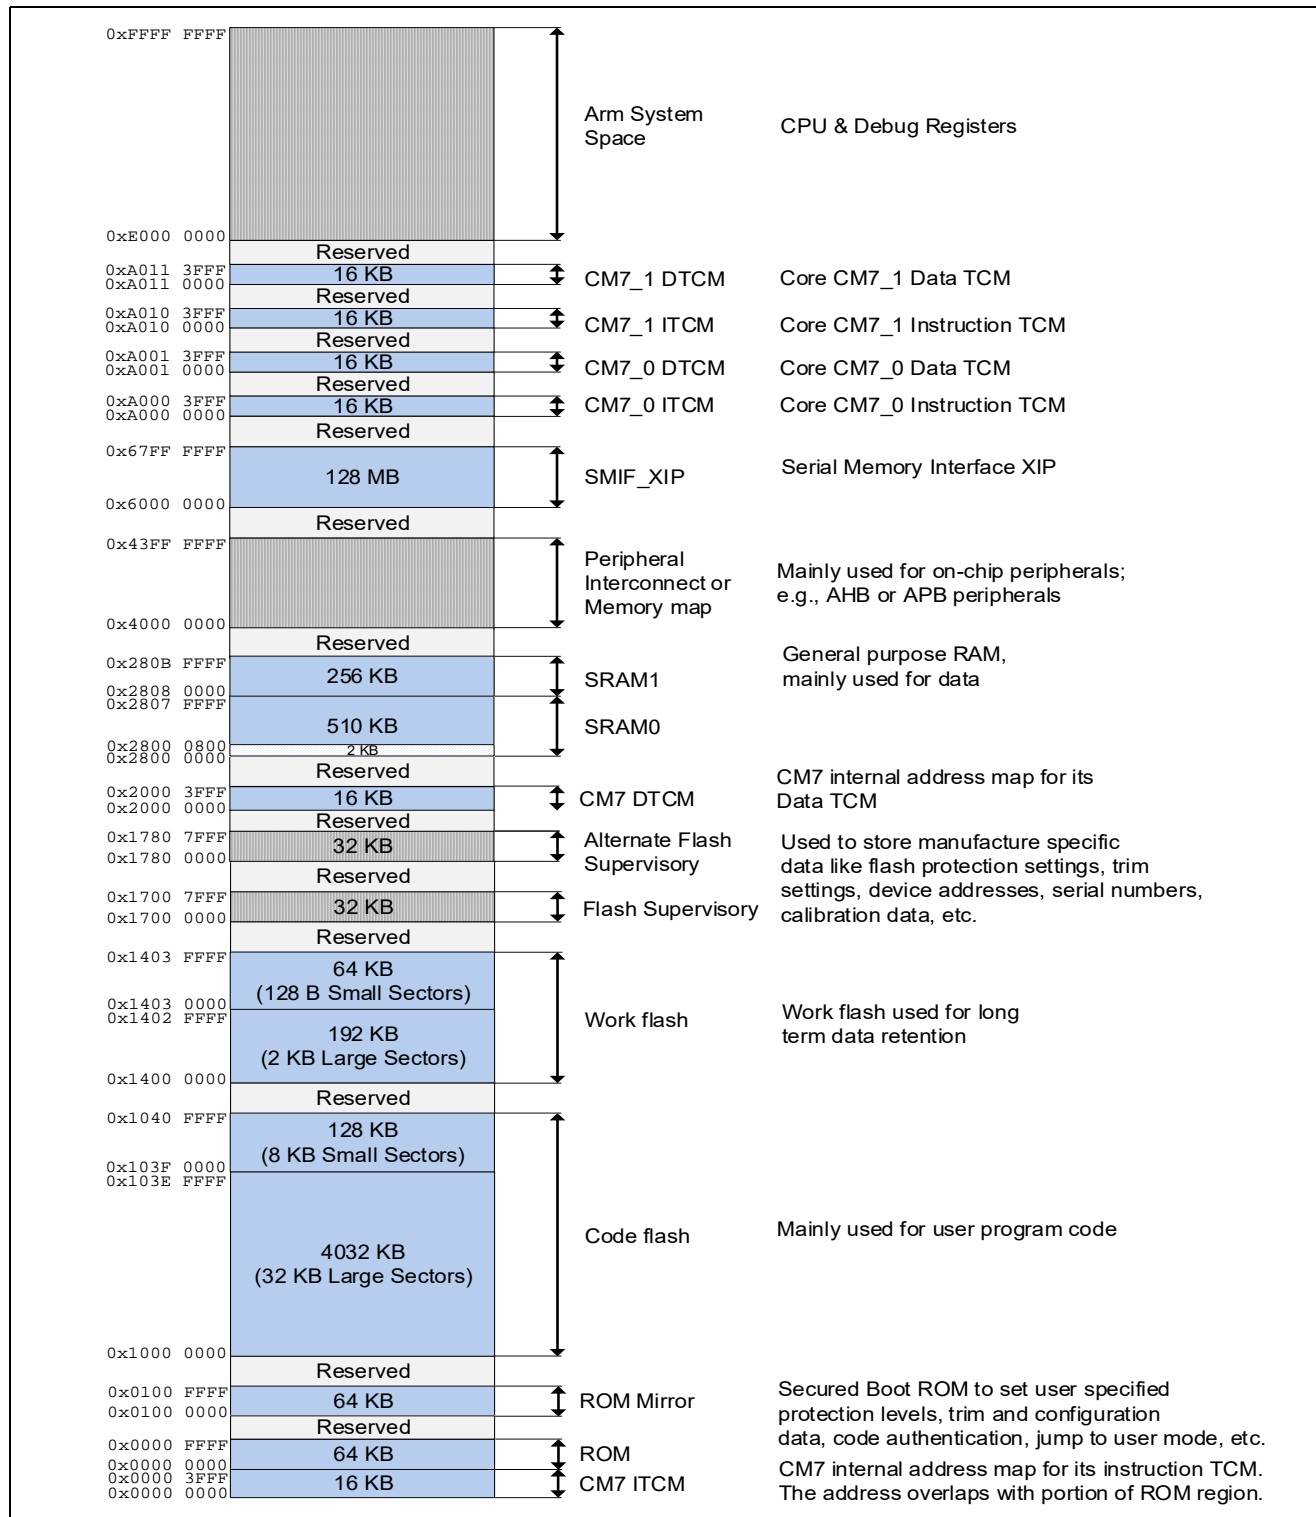 0xFFFF FFFF
Arm System
Space
CPU & Debug Registers
0xE000 0000
Reserved
0xA011 3FFF
16 KB
0xA011 0000
CM7_1 DTCM
Core CM7_1 Data TCM
Reserved
0xA010 3FFF
16 KB
0xA010 0000
CM7_1 ITCM
Core CM7_1 Instruction TCM
Reserved
0xA001 3FFF
16 KB
0xA001 0000
CM7_0 DTCM
Core CM7_0 Data TCM
Reserved
0xA000 3FFF
16 KB
0xA000 0000
CM7_0 ITCM
Core CM7_0 Instruction TCM
Reserved
0x67FF FFFF
128 MB
SMIF_XIP
Serial Memory Interface XIP
0x6000 0000
Reserved
0x43FF FFFF
Peripheral
Interconnect or
Memory map
Mainly used for on-chip peripherals;
e.g., AHB or APB peripherals
0x4000 0000
Reserved
0x280B FFFF
256 KB
SRAM1
General purpose RAM,
mainly used for data
0x2808 0000
0x2807 FFFF
510 KB
SRAM0
0x2800 0800
2 KB
0x2800 0000
Reserved
0x2000 3FFF
16 KB
0x2000 0000
CM7 DTCM
CM7 internal address map for its
Data TCM
Reserved
0x1780 7FFF
32 KB
0x1780 0000
Alternate Flash
Supervisory
Used to store manufacture specific
data like flash protection settings, trim
settings, device addresses, serial numbers,
calibration data, etc.
Reserved
0x1700 7FFF
32 KB
0x1700 0000
Flash Supervisory
Reserved
0x1403 FFFF
64 KB
(128 B Small Sectors)
0x1403 0000
0x1402 FFFF
Work flash
Work flash used for long
term data retention
192 KB
(2 KB Large Sectors)
0x1400 0000
Reserved
0x1040 FFFF
128 KB
(8 KB Small Sectors)
0x103F 0000
0x103E FFFF
Code flash
Mainly used for user program code
4032 KB
(32 KB Large Sectors)
0x1000 0000
Reserved
0x0100 FFFF
64 KB
0x0100 0000
ROM Mirror
Secured Boot ROM to set user specified
protection levels, trim and configuration
data, code authentication, jump to user mode, etc.
Reserved
0x0000 FFFF
64 KB
0x0000 0000
ROM
0x0000 3FFF
16 KB
0x0000 0000
CM7 ITCM
CM7 internal address map for its instruction TCM.
The address overlaps with portion of ROM region.